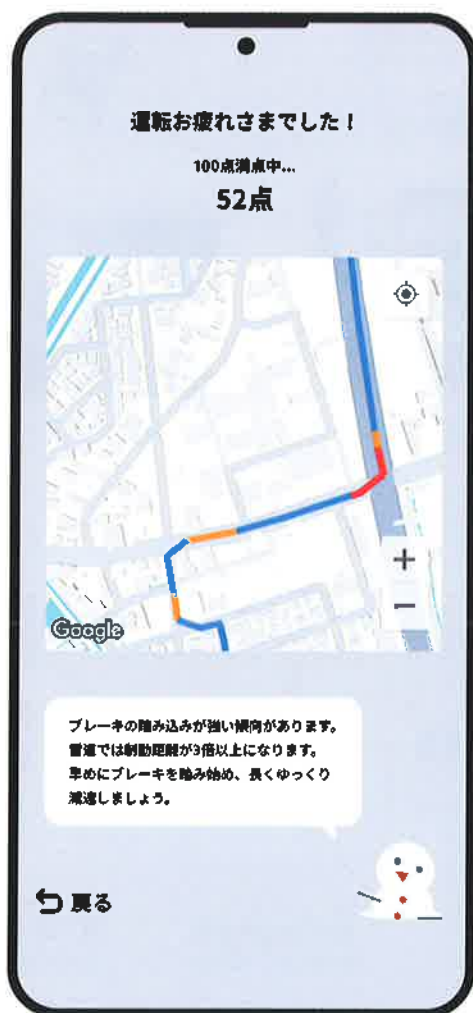 運転お疲れさまでした！
100点満点中...
52点
Google
ブレーキの踏み込みが強い傾向があります。
雪道では制動距離が3倍以上になります。
早めにブレーキを踏み始め、長くゆっくり
減速しましょう。
戻る